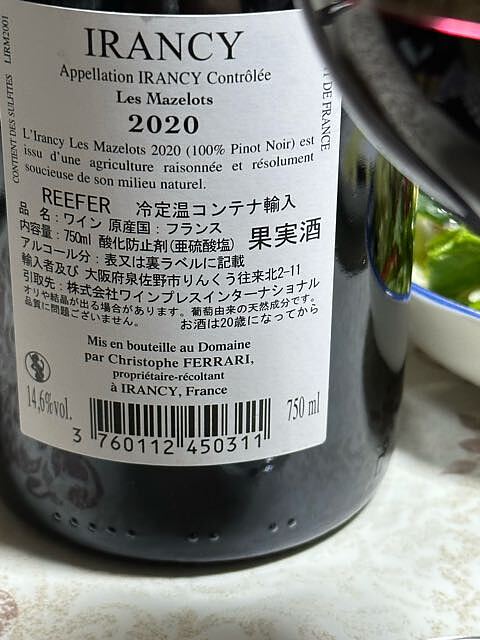 IRANCY
Appellation IRANCY Contrôlée
Les Mazelots
2020
L'Irancy Les Mazelots 2020 (100% Pinot Noir) est
issu d'une agriculture raisonnée et résolument
soucieuse de son milieu naturel.
REEFER 冷定温コンテナ輸入
品 名：ワイン 原産国：フランス
内容量：750ml 酸化防止剤(亜硫酸塩) 果実酒
アルコール分：表又は裏ラベルに記載
輸入者及び 大阪府泉佐野市りんくう往来北2-11
引取先：株式会社ワインプレスインターナショナル
オリや結晶が出る場合があります。葡萄由来の天然成分です。
品質に問題ございません。 お酒は20歳になってから
Mis en bouteille au Domaine
par Christophe FERRARI,
propriétaire-récoltant
à IRANCY, France
14,6%vol.
750 ml
3 760112 450311
CONTIENT DES SULFITES LIRM2001
DE FRANCE